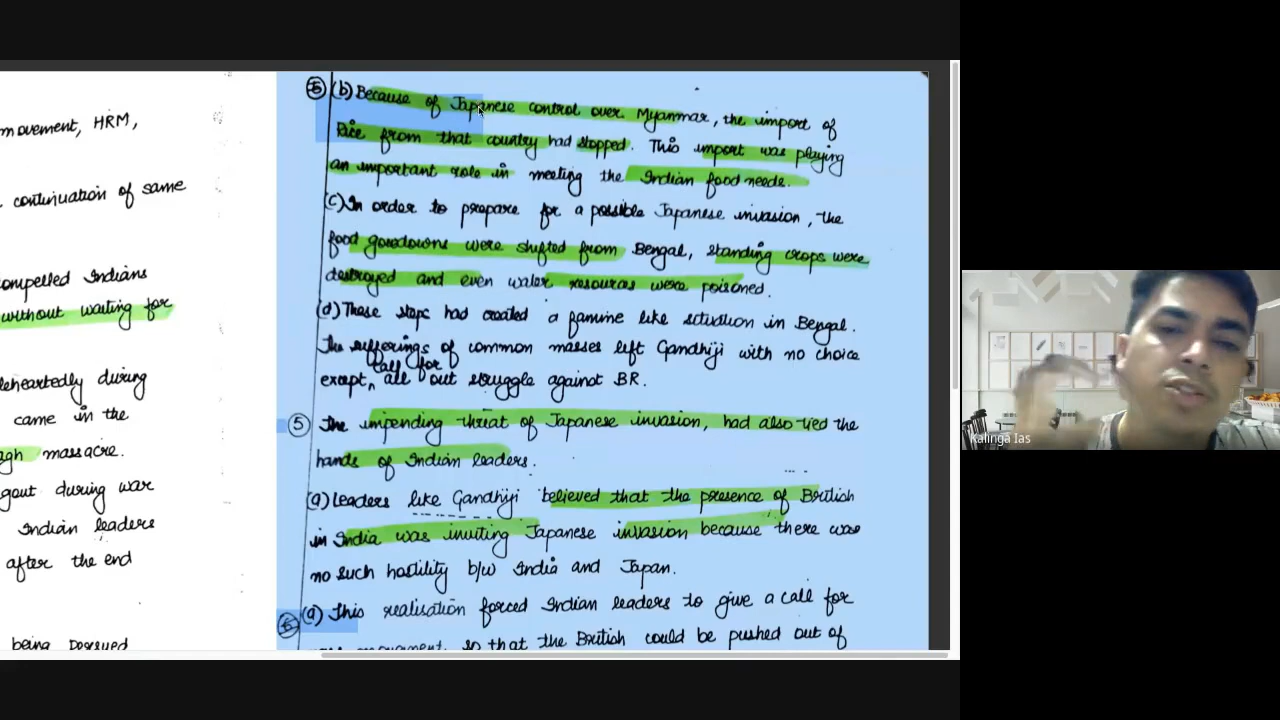 movement, HRM,
continuation of same
compelled Indians
without waiting for
leheartedly during
came in the
agh massacre.
gout during war
Indian leaders
after the end
being
(b) Because of Japanese control over Myanmar, the import of
Rice from that country had stopped. This import was playing
an important role in meeting the Indian food needs.
(c) In order to prepare for a possible Japanese invasion, the
food goodowns were shifted from Bengal, standing crops were
destroyed and even water resources were poisoned.
(d) These steps had created a famine like situation in Bengal.
The sufferings of common masses left Gandhiji with no choice
except, call for all out struggle against BR.
5 The impending threat of Japanese invasion, had also tied the
hands of Indian leaders.
(a) Leaders like Gandhiji believed that the presence of British
in India was inviting Japanese invasion because there was
no such hostility b/w India and Japan.
6 (a) This realisation forced Indian leaders to give a call for
mass movement, so that the British could be pushed out of
Kalinga Ias